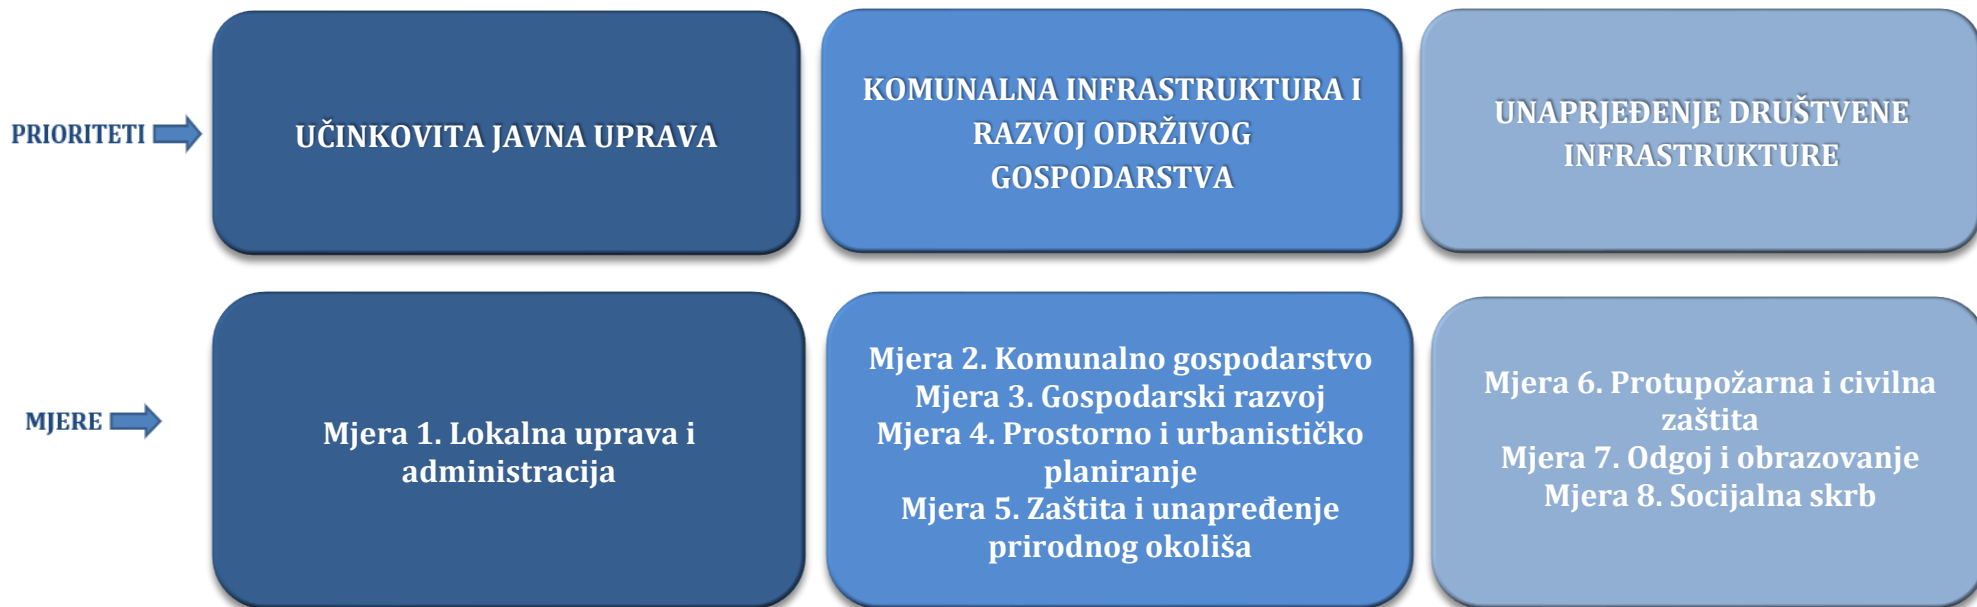 PRIORITETI
UČINKOVITA JAVNA UPRAVA
KOMUNALNA INFRASTRUKTURA I
RAZVOJ ODRŽIVOG
GOSPODARSTVA
UNAPRJEĐENJE DRUŠTVENE
INFRASTRUKTURE
MJERE
Mjera 1. Lokalna uprava i
administracija
Mjera 2. Komunalno gospodarstvo
Mjera 3. Gospodarski razvoj
Mjera 4. Prostorno i urbanističko
planiranje
Mjera 5. Zaštita i unapređenje
prirodnog okoliša
Mjera 6. Protupožarna i civilna
zaštita
Mjera 7. Odgoj i obrazovanje
Mjera 8. Socijalna skrb